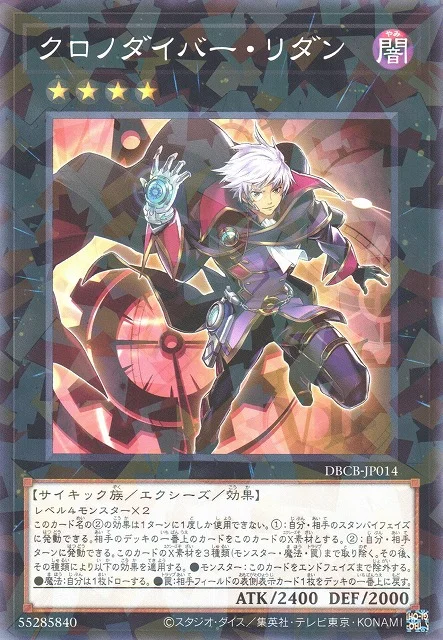 クロノダイバー・リダン
闇
やみ
DBCB-JP014
【サイキック族／エクシーズ／効果】
レベル4モンスター×2
このカード名の②の効果は1ターンに1度しか使用できない。①：自分・相手のスタンバイフェイズ
に発動できる。相手のデッキの一番上のカードをこのカードのX素材とする。②：自分・相手
ターンに発動できる。このカードのX素材を3種類（モンスター・魔法・罠）まで取り除く。その後、
その種類により以下の効果を適用する。●モンスター：このカードをエンドフェイズまで除外する。
●魔法：自分は1枚ドローする。●罠：相手フィールドの表側表示カード1枚をデッキの一番上に戻す。
ATK/2400 DEF/2000
55285840
©スタジオ・ダイス／集英社・テレビ東京・KONAMI